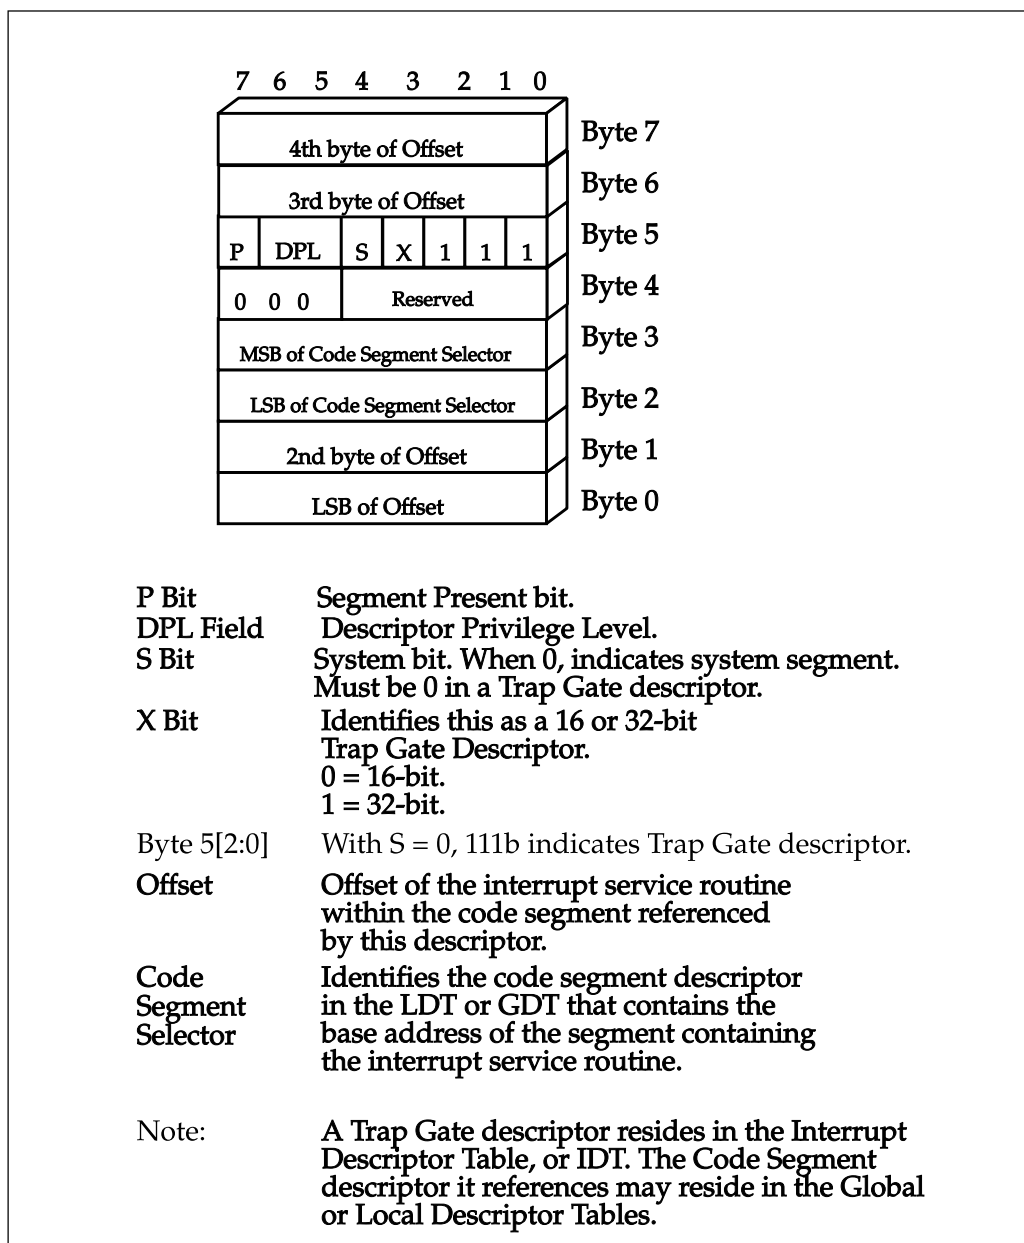 7 6 5 4 3 2 1 0
4th byte of Offset Byte 7
3rd byte of Offset Byte 6
P DPL S X 1 1 1 Byte 5
0 0 0 Reserved Byte 4
MSB of Code Segment Selector Byte 3
LSB of Code Segment Selector Byte 2
2nd byte of Offset Byte 1
LSB of Offset Byte 0
P Bit Segment Present bit.
DPL Field Descriptor Privilege Level.
S Bit System bit. When 0, indicates system segment.
Must be 0 in a Trap Gate descriptor.
X Bit Identifies this as a 16 or 32-bit
Trap Gate Descriptor.
0 = 16-bit.
1 = 32-bit.
Byte 5[2:0] With S = 0, 111b indicates Trap Gate descriptor.
Offset Offset of the interrupt service routine
within the code segment referenced
by this descriptor.
Code Identifies the code segment descriptor
Segment in the LDT or GDT that contains the
Selector base address of the segment containing
the interrupt service routine.
Note: A Trap Gate descriptor resides in the Interrupt
Descriptor Table, or IDT. The Code Segment
descriptor it references may reside in the Global
or Local Descriptor Tables.